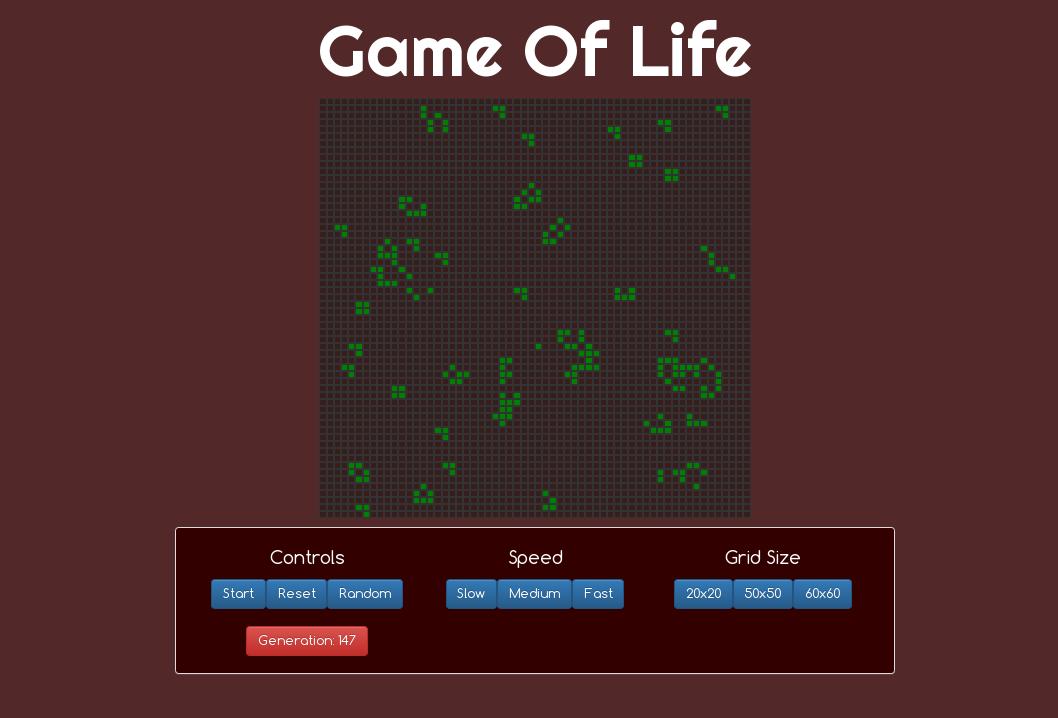 Game Of Life
Controls
Speed
Grid Size
Start
Reset
Random
Slow
Medium
Fast
20x20
50x50
60x60
Generation: 147